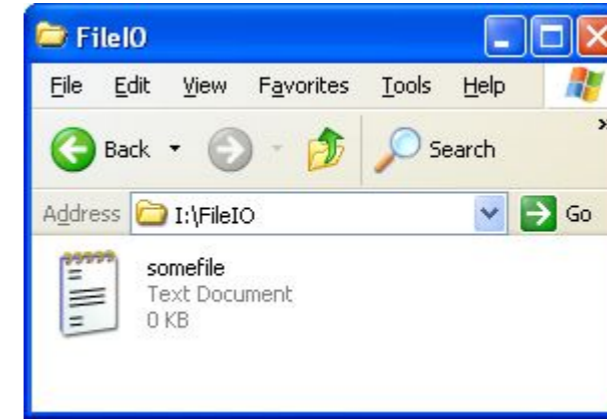 FileIO
File Edit View Favorites Tools Help
Back Search »
Address I:\FileIO Go
somefile
Text Document
0 KB